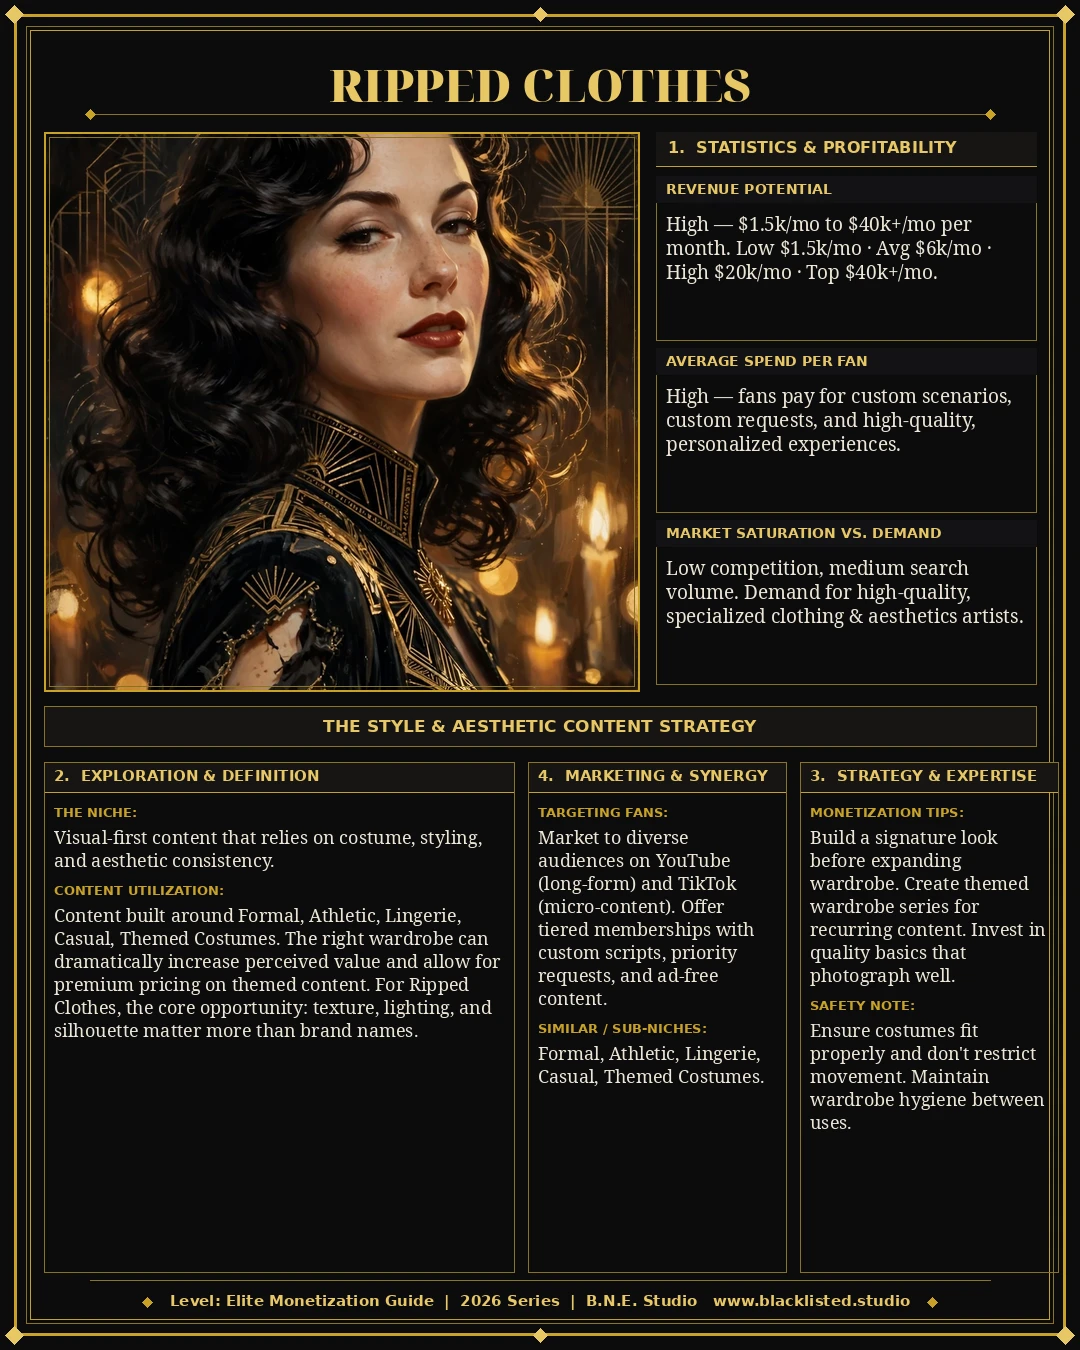 RIPPED CLOTHES
1. STATISTICS & PROFITABILITY
REVENUE POTENTIAL
High — $1.5k/mo to $40k+/mo per
month. Low $1.5k/mo · Avg $6k/mo ·
High $20k/mo · Top $40k+/mo.
AVERAGE SPEND PER FAN
High — fans pay for custom scenarios,
custom requests, and high-quality,
personalized experiences.
MARKET SATURATION VS. DEMAND
Low competition, medium search
volume. Demand for high-quality,
specialized clothing & aesthetics artists.
THE STYLE & AESTHETIC CONTENT STRATEGY
2. EXPLORATION & DEFINITION
THE NICHE:
Visual-first content that relies on costume, styling,
and aesthetic consistency.
CONTENT UTILIZATION:
Content built around Formal, Athletic, Lingerie,
Casual, Themed Costumes. The right wardrobe can
dramatically increase perceived value and allow for
premium pricing on themed content. For Ripped
Clothes, the core opportunity: texture, lighting, and
silhouette matter more than brand names.
4. MARKETING & SYNERGY
TARGETING FANS:
Market to diverse
audiences on YouTube
(long-form) and TikTok
(micro-content). Offer
tiered memberships with
custom scripts, priority
requests, and ad-free
content.
SIMILAR / SUB-NICHES:
Formal, Athletic, Lingerie,
Casual, Themed Costumes.
3. STRATEGY & EXPERTISE
MONETIZATION TIPS:
Build a signature look
before expanding
wardrobe. Create themed
wardrobe series for
recurring content. Invest in
quality basics that
photograph well.
SAFETY NOTE:
Ensure costumes fit
properly and don't restrict
movement. Maintain
wardrobe hygiene between
uses.
Level: Elite Monetization Guide | 2026 Series | B.N.E. Studio www.blacklisted.studio